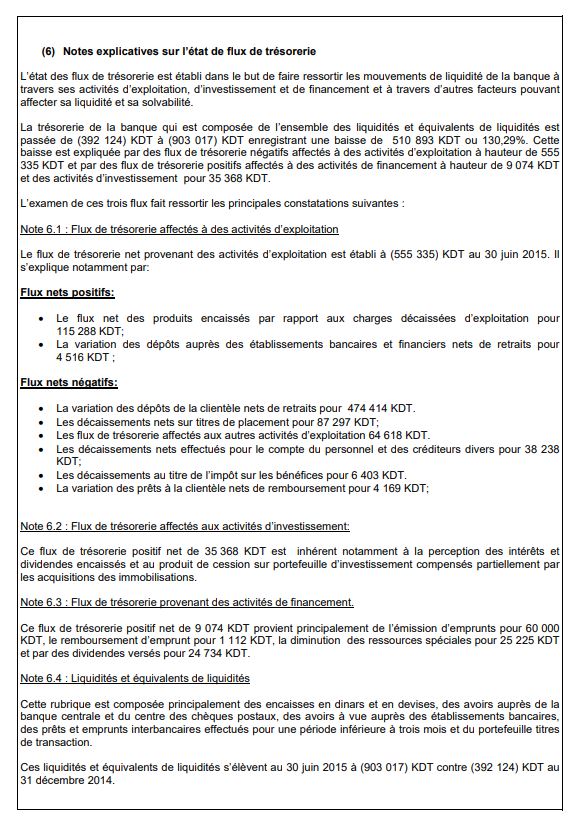 (6) Notes explicatives sur l'état de flux de trésorerie
L'état des flux de trésorerie est établi dans le but de faire ressortir les mouvements de liquidité de la banque à
travers ses activités d'exploitation, d'investissement et de financement et à travers d'autres facteurs pouvant
affecter sa liquidité et sa solvabilité.
La trésorerie de la banque qui est composée de l'ensemble des liquidités et équivalents de liquidités est
passée de (392 124) KDT à (903 017) KDT enregistrant une baisse de 510 893 KDT ou 130,29%. Cette
baisse est expliquée par des flux de trésorerie négatifs affectés à des activités d'exploitation à hauteur de 555
335 KDT et par des flux de trésorerie positifs affectés à des activités de financement à hauteur de 9 074 KDT
et des activités d'investissement pour 35 368 KDT.
L'examen de ces trois flux fait ressortir les principales constatations suivantes :
Note 6.1 : Flux de trésorerie affectés à des activités d'exploitation
Le flux de trésorerie net provenant des activités d'exploitation est établi à (555 335) KDT au 30 juin 2015. Il
s'explique notamment par:
Flux nets positifs:
• Le flux net des produits encaissés par rapport aux charges décaissées d'exploitation pour
115 288 KDT;
• La variation des dépôts auprès des établissements bancaires et financiers nets de retraits pour
4 516 KDT ;
Flux nets négatifs:
• La variation des dépôts de la clientèle nets de retraits pour 474 414 KDT.
• Les décaissements nets sur titres de placement pour 87 297 KDT;
• Les flux de trésorerie affectés aux autres activités d'exploitation 64 618 KDT.
• Les décaissements nets effectués pour le compte du personnel et des créditeurs divers pour 38 238
KDT;
• Les décaissements au titre de l'impôt sur les bénéfices pour 6 403 KDT.
• La variation des prêts à la clientèle nets de remboursement pour 4 169 KDT;
Note 6.2 : Flux de trésorerie affectés aux activités d'investissement:
Ce flux de trésorerie positif net de 35 368 KDT est inhérent notamment à la perception des intérêts et
dividendes encaissés et au produit de cession sur portefeuille d'investissement compensés partiellement par
les acquisitions des immobilisations.
Note 6.3 : Flux de trésorerie provenant des activités de financement.
Ce flux de trésorerie positif net de 9 074 KDT provient principalement de l'émission d'emprunts pour 60 000
KDT, le remboursement d'emprunt pour 1 112 KDT, la diminution des ressources spéciales pour 25 225 KDT
et par des dividendes versés pour 24 734 KDT.
Note 6.4 : Liquidités et équivalents de liquidités
Cette rubrique est composée principalement des encaisses en dinars et en devises, des avoirs auprès de la
banque centrale et du centre des chèques postaux, des avoirs à vue auprès des établissements bancaires,
des prêts et emprunts interbancaires effectués pour une période inférieure à trois mois et du portefeuille titres
de transaction.
Ces liquidités et équivalents de liquidités s'élèvent au 30 juin 2015 à (903 017) KDT contre (392 124) KDT au
31 décembre 2014.